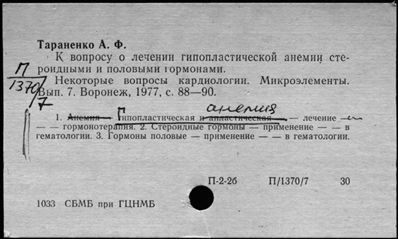 Тараненко А. Ф.
К вопросу о лечении гипопластической анемии сте-
роидными и половыми гормонами.
П
1370/7
Некоторые вопросы кардиологии. Микроэлементы.
Вып. 7. Воронеж, 1977, с. 88—90.
анемия
1. Анемия — Гипопластическая и апластическая — лечение —
— — гормонотерапия. 2. Стероидные гормоны — применение — — в
гематологии. 3. Гормоны половые — применение — — в гематологии.
П-2-2б П/1370/7 30
1033 СБМБ при ГЦНМБ